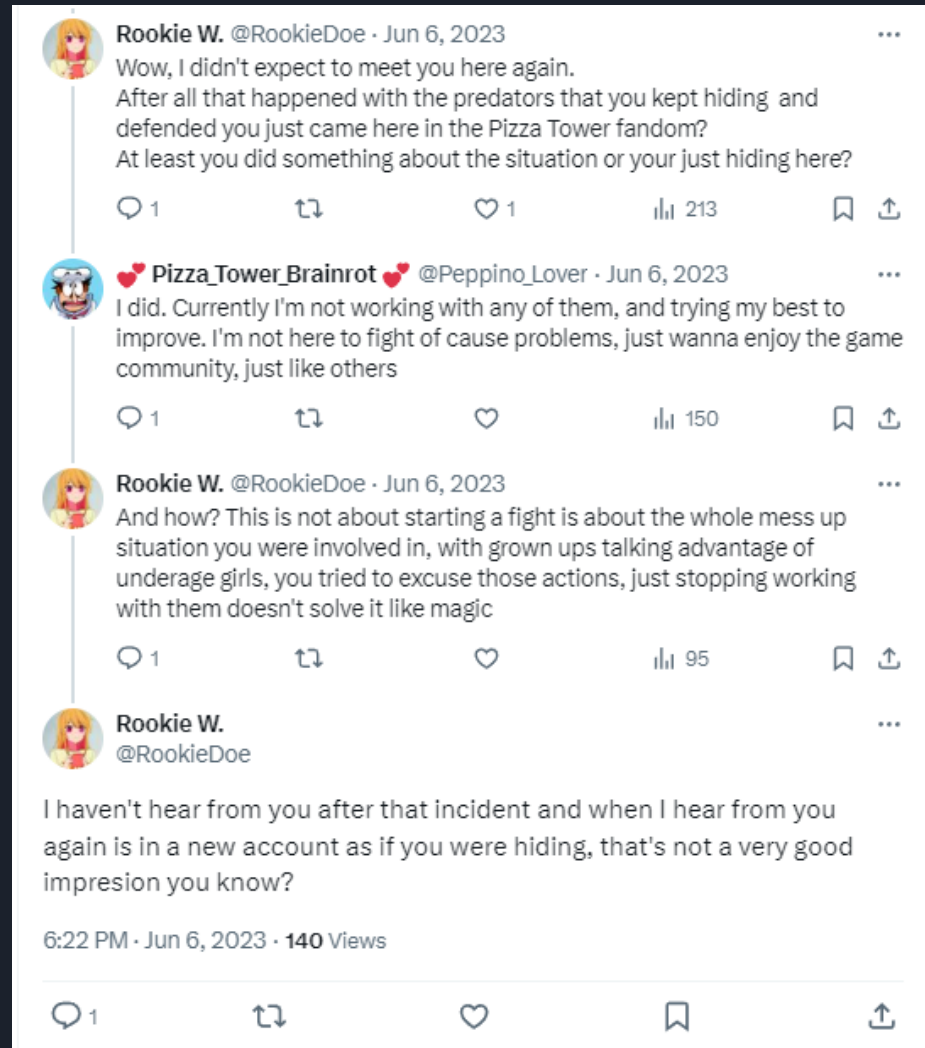 Rookie W. @RookieDoe · Jun 6, 2023
Wow, I didn't expect to meet you here again.
After all that happened with the predators that you kept hiding and
defended you just came here in the Pizza Tower fandom?
At least you did something about the situation or your just hiding here?
1 1 213
💕 Pizza_Tower_Brainrot 💕 @Peppino_Lover · Jun 6, 2023
I did. Currently I'm not working with any of them, and trying my best to
improve. I'm not here to fight of cause problems, just wanna enjoy the game
community, just like others
1 150
Rookie W. @RookieDoe · Jun 6, 2023
And how? This is not about starting a fight is about the whole mess up
situation you were involved in, with grown ups talking advantage of
underage girls, you tried to excuse those actions, just stopping working
with them doesn't solve it like magic
1 95
Rookie W.
@RookieDoe
I haven't hear from you after that incident and when I hear from you
again is in a new account as if you were hiding, that's not a very good
impresion you know?
6:22 PM · Jun 6, 2023 · 140 Views
1